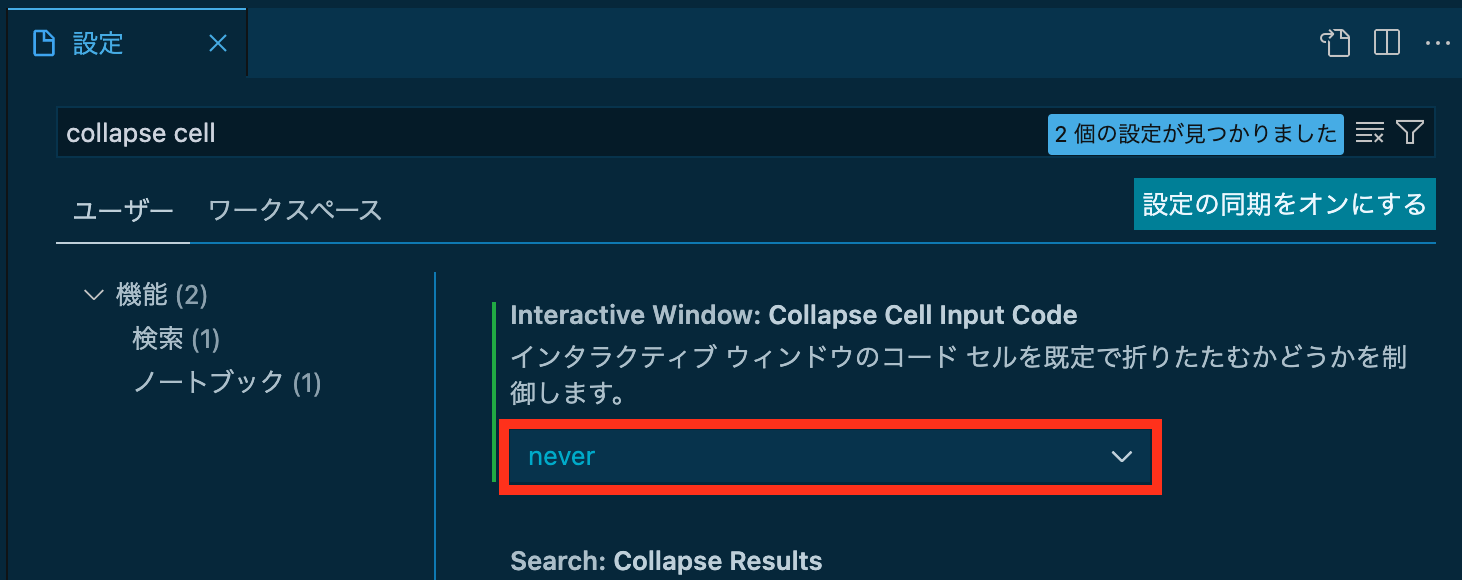 設定
collapse cell
2 個の設定が見つかりました
ユーザー ワークスペース
設定の同期をオンにする
機能 (2)
検索 (1)
ノートブック (1)
Interactive Window: Collapse Cell Input Code
インタラクティブ ウィンドウのコード セルを既定で折りたたむかどうかを制
御します。
never
Search: Collapse Results